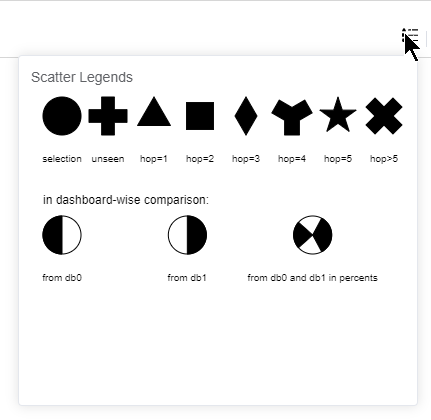 Scatter Legends
selection unseen hop=1 hop=2 hop=3 hop=4 hop=5 hop>5
in dashboard-wise comparison:
from db0 from db1 from db0 and db1 in percents